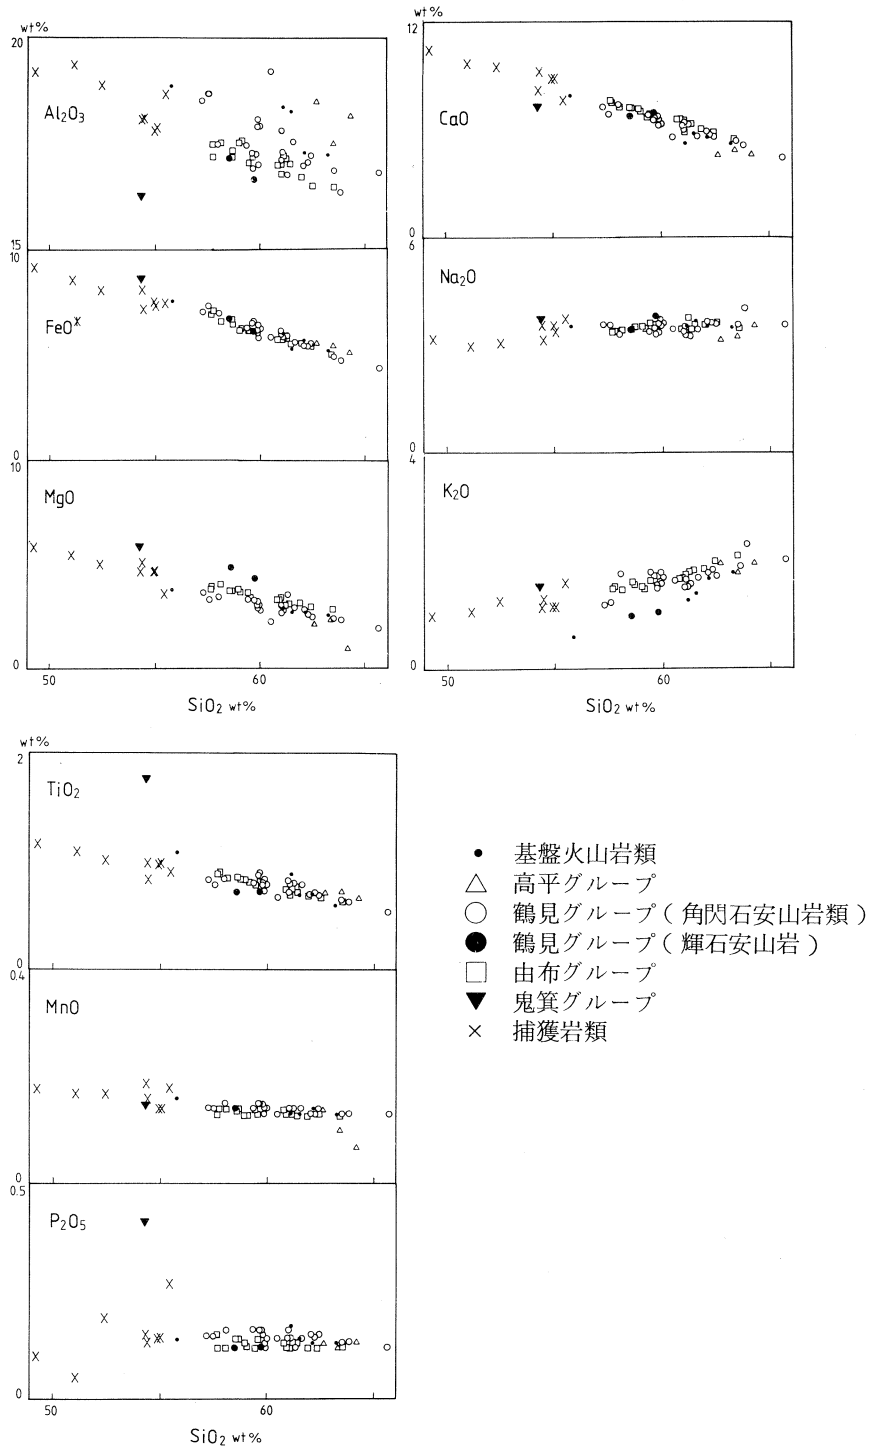 wt%
20
Al₂O₃
15
10
FeO
0
10
MgO
0
50 60
SiO₂ wt%
wt%
12
CaO
0
6
Na₂O
0
4
K₂O
0
50 60
SiO₂ wt%
wt%
2
TiO₂
0
0.4
MnO
0
0.5
P₂O₅
0
50 60
SiO₂ wt%
基盤火山岩類
高平グループ
鶴見グループ(角閃石安山岩類)
鶴見グループ(輝石安山岩)
由布グループ
鬼箕グループ
捕獲岩類